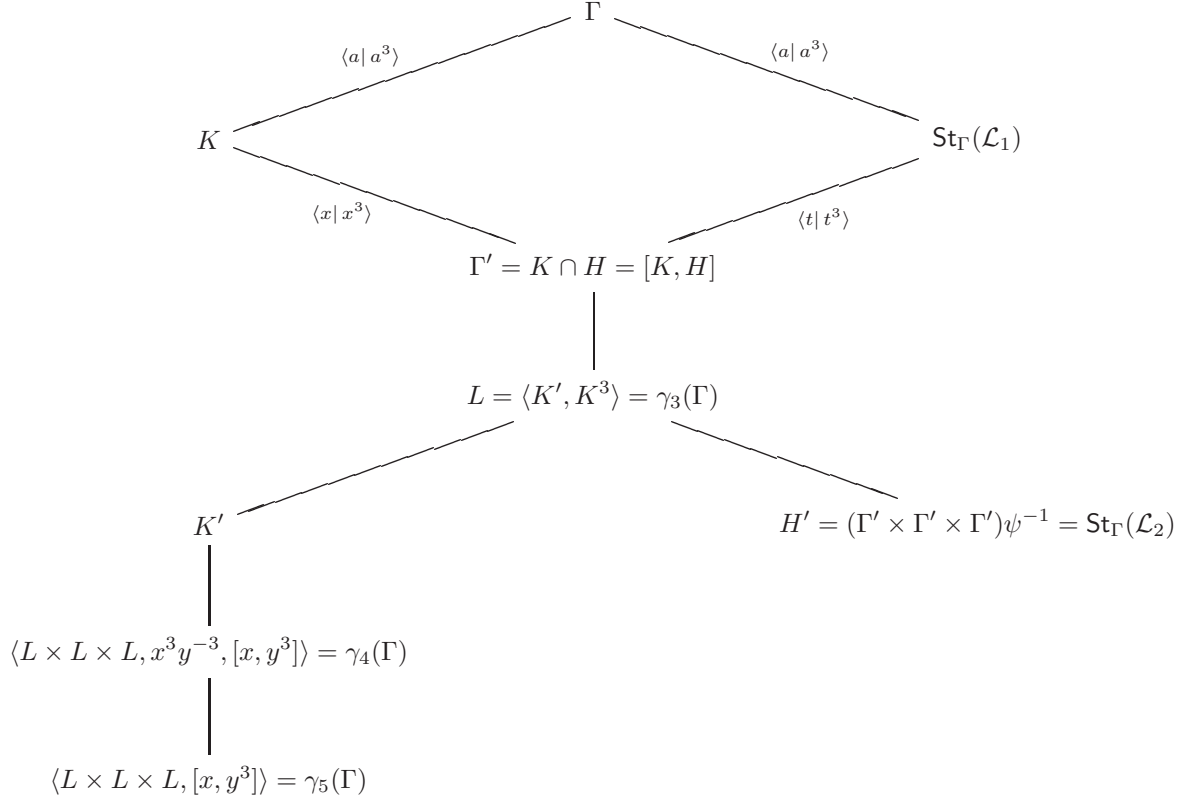 Γ
⟨a| a³⟩
⟨a| a³⟩
K
St_Γ(ℒ₁)
⟨x| x³⟩
⟨t| t³⟩
Γ′ = K ∩ H = [K, H]
L = ⟨K′, K³⟩ = γ₃(Γ)
K′
H′ = (Γ′ × Γ′ × Γ′)ψ⁻¹ = St_Γ(ℒ₂)
⟨L × L × L, x³y⁻³, [x, y³]⟩ = γ₄(Γ)
⟨L × L × L, [x, y³]⟩ = γ₅(Γ)